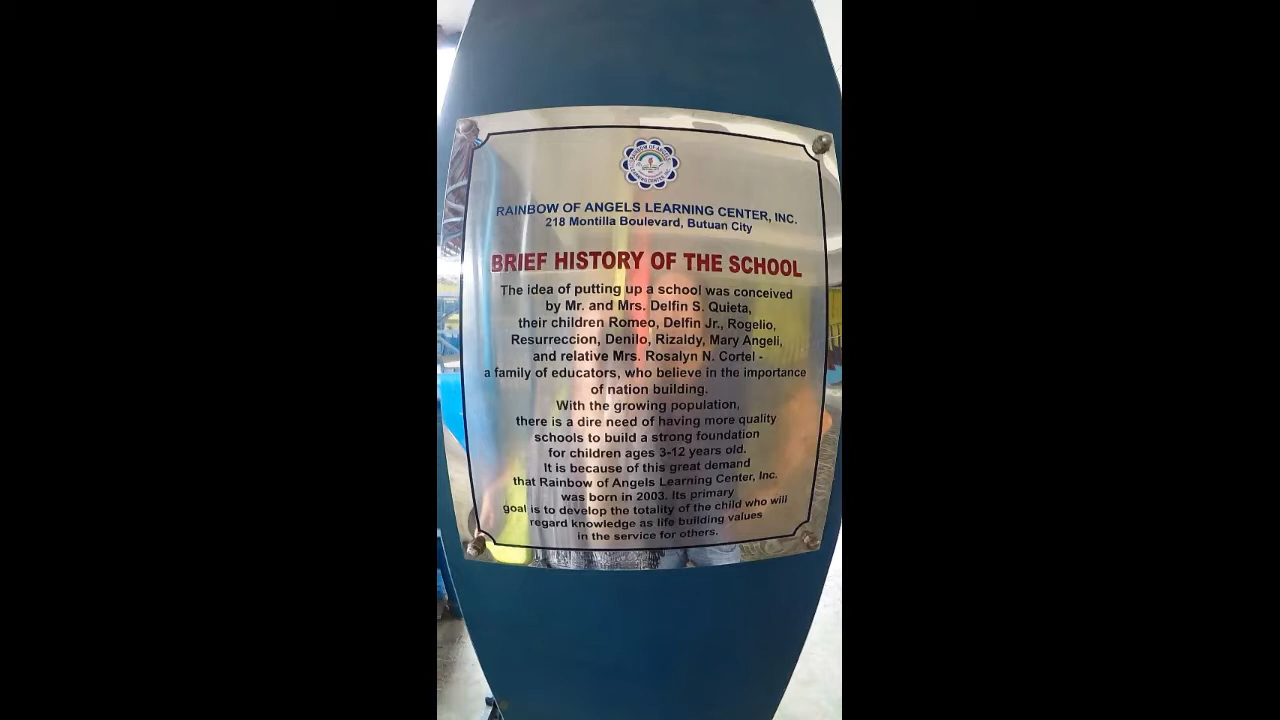 RAINBOW OF ANGELS
LEARNING CENTER, INC.
RAINBOW OF ANGELS LEARNING CENTER, INC.
218 Montilla Boulevard, Butuan City
BRIEF HISTORY OF THE SCHOOL
The idea of putting up a school was conceived
by Mr. and Mrs. Delfin S. Quieta,
their children Romeo, Delfin Jr., Rogelio,
Resurreccion, Denilo, Rizaldy, Mary Angeli,
and relative Mrs. Rosalyn N. Cortel -
a family of educators, who believe in the importance
of nation building.
With the growing population,
there is a dire need of having more quality
schools to build a strong foundation
for children ages 3-12 years old.
It is because of this great demand
that Rainbow of Angels Learning Center, Inc.
was born in 2003. Its primary
goal is to develop the totality of the child who will
regard knowledge as life building values
in the service for others.